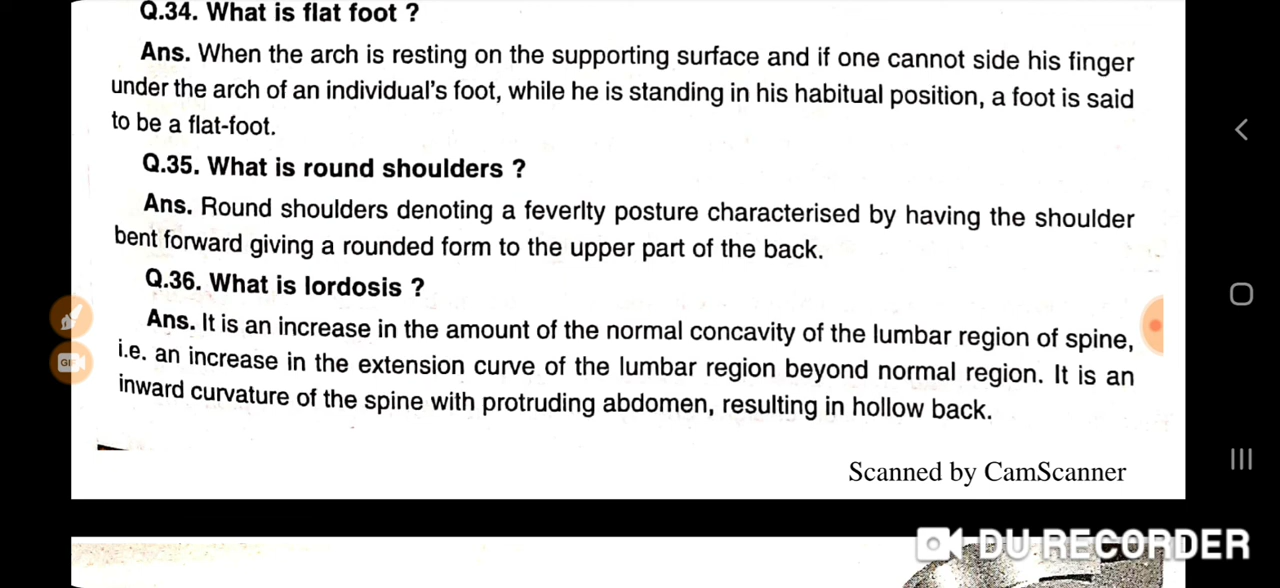 Q.34. What is flat foot ?
Ans. When the arch is resting on the supporting surface and if one cannot side his finger
under the arch of an individual's foot, while he is standing in his habitual position, a foot is said
to be a flat-foot.
Q.35. What is round shoulders ?
Ans. Round shoulders denoting a feverlty posture characterised by having the shoulder
bent forward giving a rounded form to the upper part of the back.
Q.36. What is lordosis ?
Ans. It is an increase in the amount of the normal concavity of the lumbar region of spine,
i.e. an increase in the extension curve of the lumbar region beyond normal region. It is an
inward curvature of the spine with protruding abdomen, resulting in hollow back.
Scanned by CamScanner
GIF
DU RECORDER